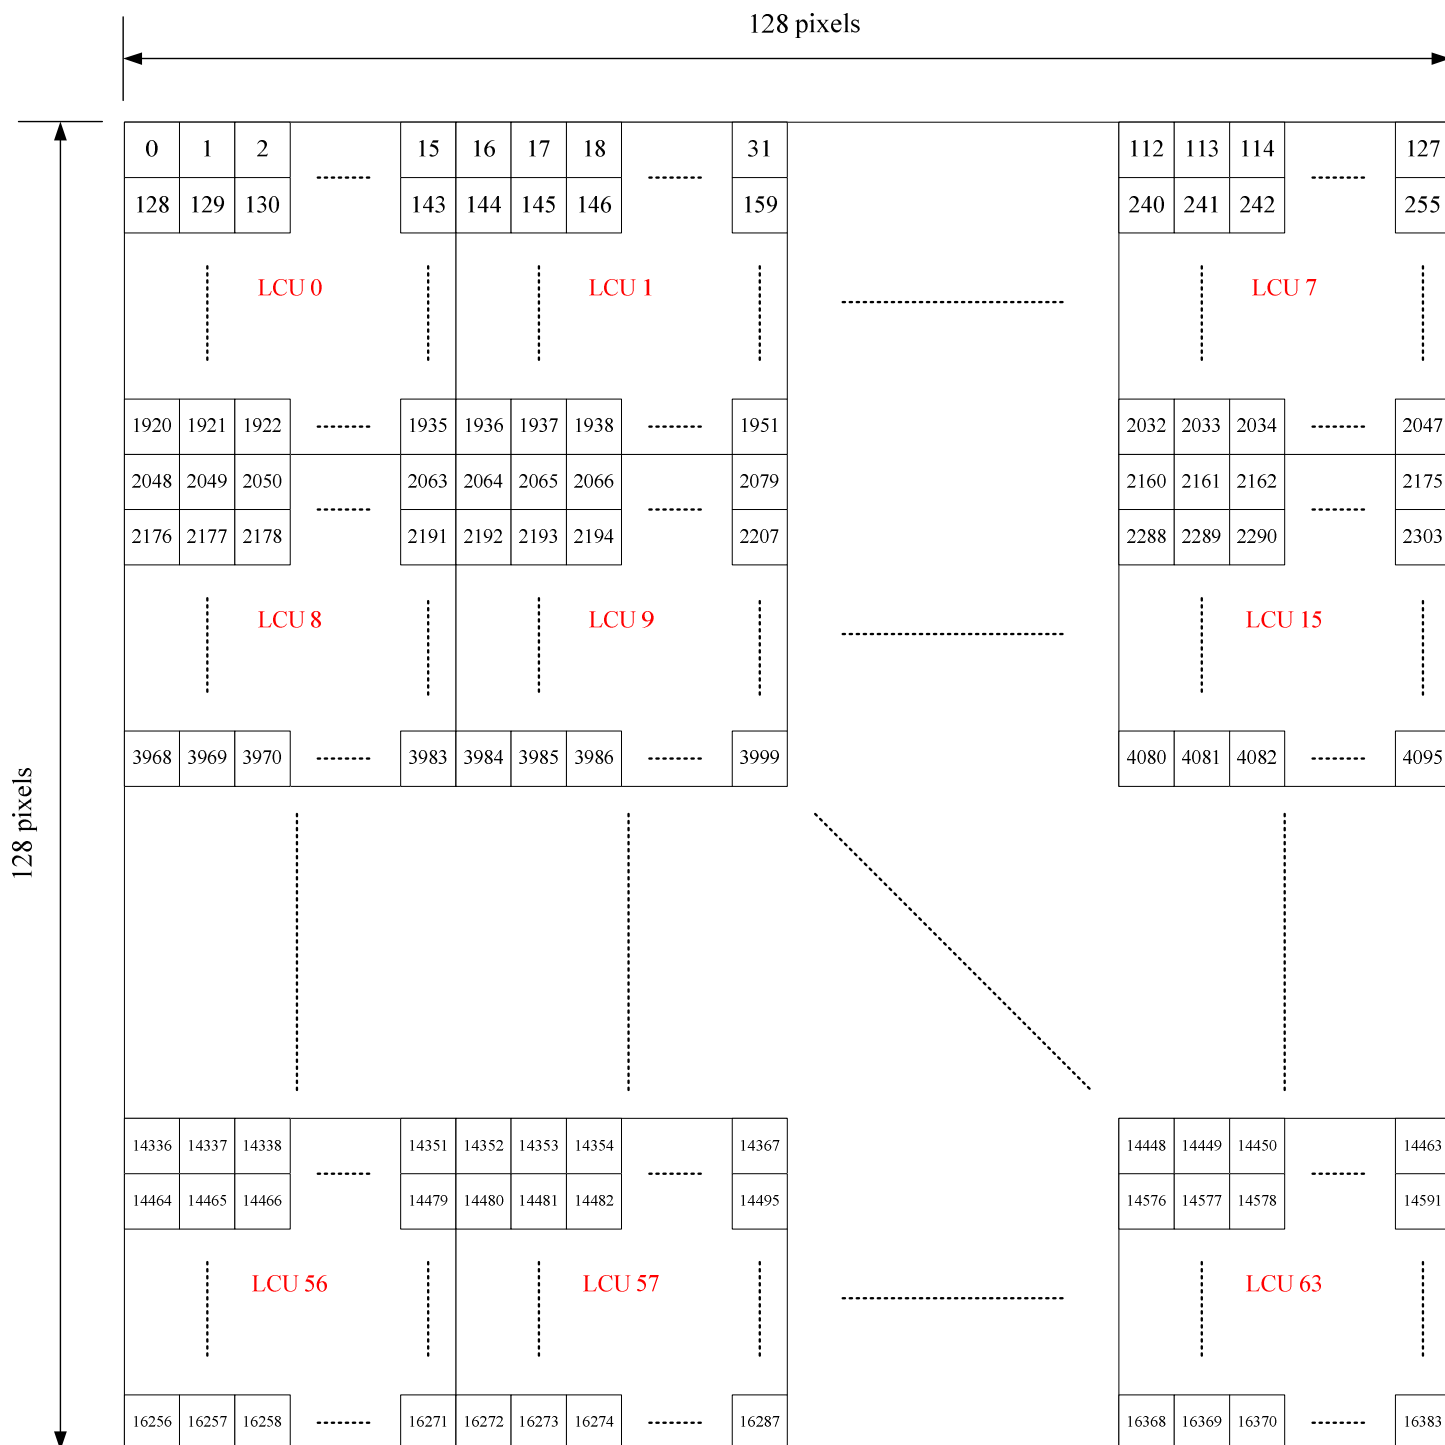 128 pixels
128 pixels
0 1 2 15 16 17 18 31 112 113 114 127
128 129 130 143 144 145 146 159 240 241 242 255
LCU 0 LCU 1 LCU 7
1920 1921 1922 1935 1936 1937 1938 1951 2032 2033 2034 2047
2048 2049 2050 2063 2064 2065 2066 2079 2160 2161 2162 2175
2176 2177 2178 2191 2192 2193 2194 2207 2288 2289 2290 2303
LCU 8 LCU 9 LCU 15
3968 3969 3970 3983 3984 3985 3986 3999 4080 4081 4082 4095
14336 14337 14338 14351 14352 14353 14354 14367 14448 14449 14450 14463
14464 14465 14466 14479 14480 14481 14482 14495 14576 14577 14578 14591
LCU 56 LCU 57 LCU 63
16256 16257 16258 16271 16272 16273 16274 16287 16368 16369 16370 16383